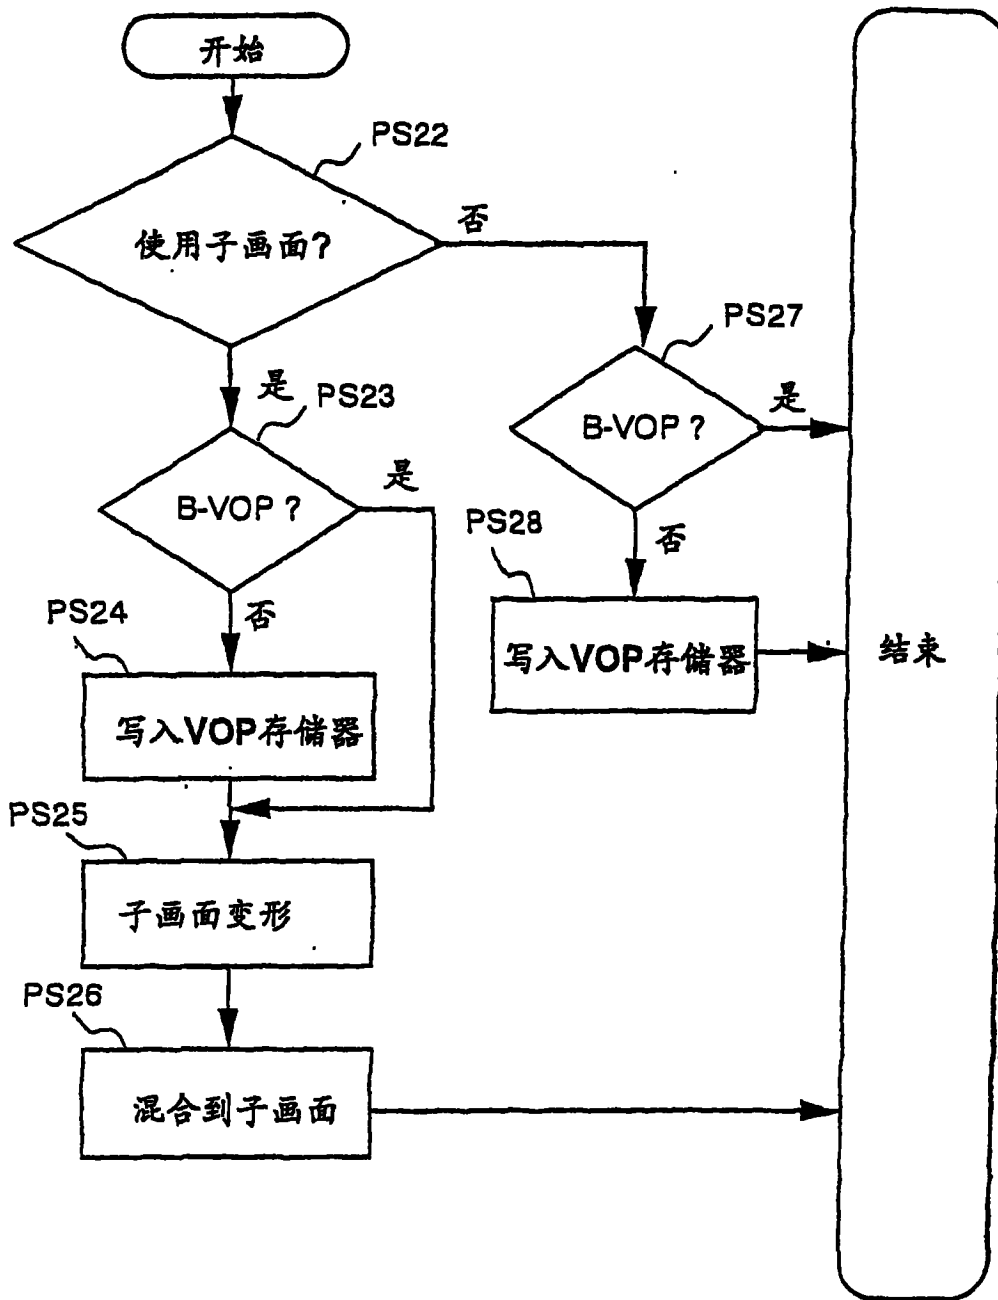 开始
PS22
使用子画面?
否
是
PS23
B-VOP ?
是
否
PS24
写入VOP存储器
PS25
子画面变形
PS26
混合到子画面
PS27
B-VOP ?
是
否
PS28
写入VOP存储器
结束